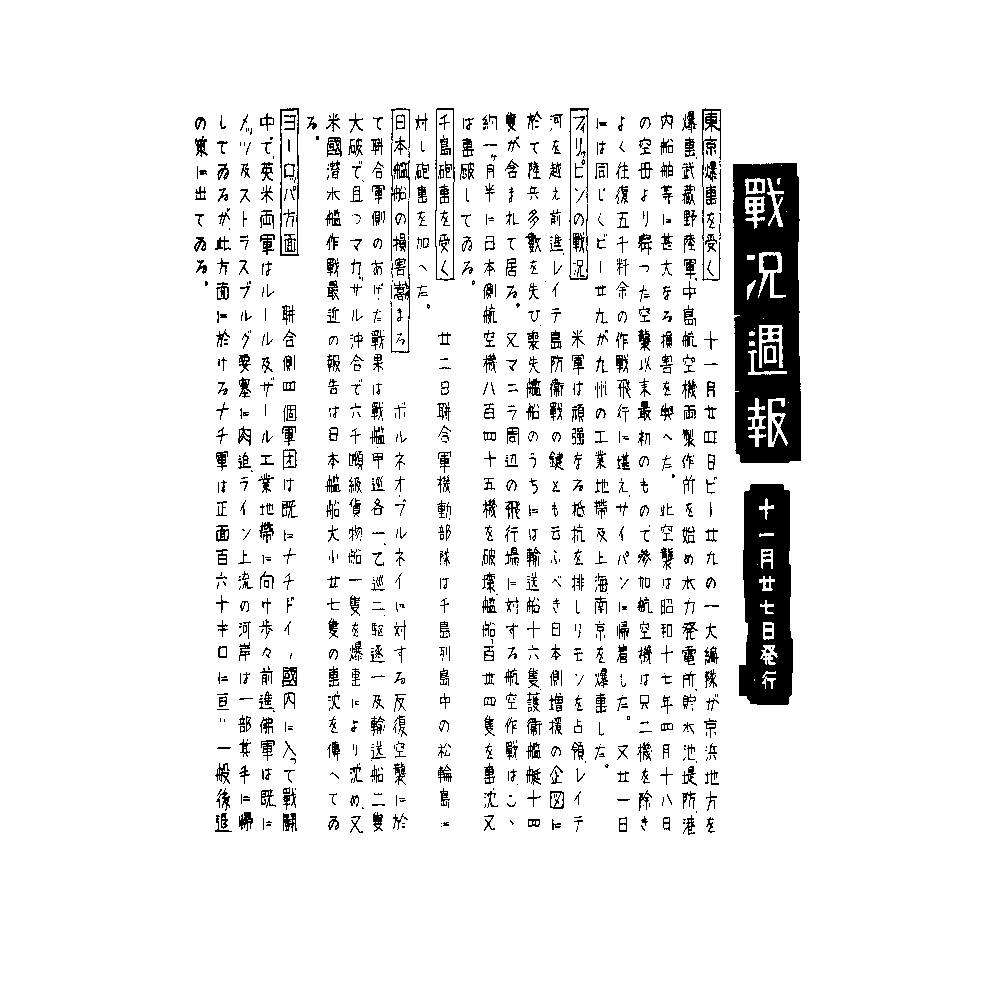 戰況週報
十一月廿七日発行
東京爆撃を受く　十一月廿四日ビー廿九の一大編隊が京浜地方を
爆撃武蔵野陸軍、中島航空機両製作所を始め水力発電所、貯水池堤防、港
内船舶等に甚大なる損害を與へた。此空襲は昭和十七年四月十八日
の空母より舞つた空襲以来最初のもので参加航空機は只二機を除き
よく往復五千粁余の作戦飛行に堪え、サイパンに帰着した。又廿一日
には同じくビー廿九が九州の工業地帯及上海南京を爆撃した。
フィリッピンの戰況　米軍は頑强なる抵抗を排しリモンを占領レイテ
河を越え前進、レイテ島防衛戰の鍵とも云ふべき日本側増援の企図に
於て陸兵多數を失ひ喪失艦船のうちには輸送船十六隻護衛艦艇十四
隻が含まれて居る。又マニラ周辺の飛行場に対する航空作戰はこゝ
約一ヶ月半に日本側航空機八百四十五機を破壞艦船、百廿四隻を撃沈又
は撃破してゐる。
千島砲撃を受く　廿二日聯合軍機動部隊は千島列島中の松輪島に
対し砲撃を加へた。
日本艦船の損害嵩まる　ボルネオブルネイに対する反復空襲に於
て聯合軍側のあげた戰果は戰艦甲巡各一、乙巡二、駆逐一及輸送船二隻
大破で且つマカッサル沖合で六千噸級貨物船一隻を爆撃により沈め、又
米國潜水艦作戰最近の報告は日本艦船大小廿七隻の撃沈を傳へてゐ
る。
ヨーロパ方面　聯合側四個軍団は既にナチドイツ國内に入って戰闘
中で、英米両軍はルール及ザール工業地帯に向け歩々前進、佛軍は既に
メッツ及ストラスブルグ要塞に肉迫ライン上流の河岸は一部其手に帰
してゐるが此方面に於けるナチ軍は正面百六十キロに亘り一般後退
の策に出てゐる。